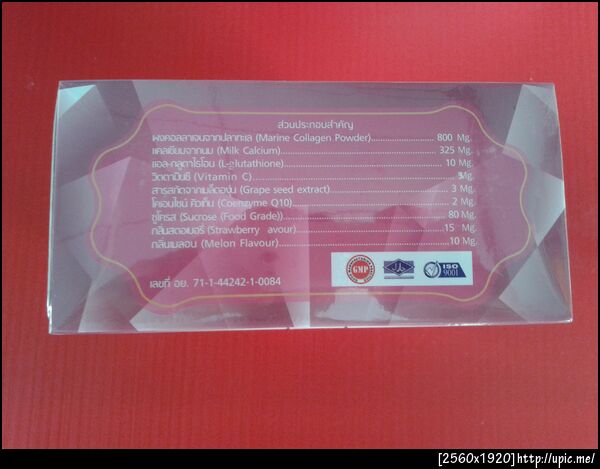 ส่วนประกอบสำคัญ
ผงคอลลาเจนจากปลาทะเล (Marine Collagen Powder)........................ 800 Mg.
แคลเซียมจากนม (Milk Calcium)........................ 325 Mg.
แอล-กลูตาไธโอน (L-glutathione)........................ 10 Mg.
วิตตามินซี (Vitamin C)........................ Mg.
สารสกัดจากเมล็ดองุ่น (Grape seed extract)........................ 3 Mg.
โคเอนไซน์ คิวเท็น (Coenzyme Q10)........................ 2 Mg.
ซูโครส (Sucrose (Food Grade))........................ 80 Mg.
กลิ่นสตอเบอรี่ (Strawberry avour)........................ 15 Mg.
กลิ่นเมลอน (Melon Flavour)........................ 10 Mg.
GMP ISO 9001
เลขที่ อย. 71-1-44242-1-0084
[2560x1920]http://upic.me/